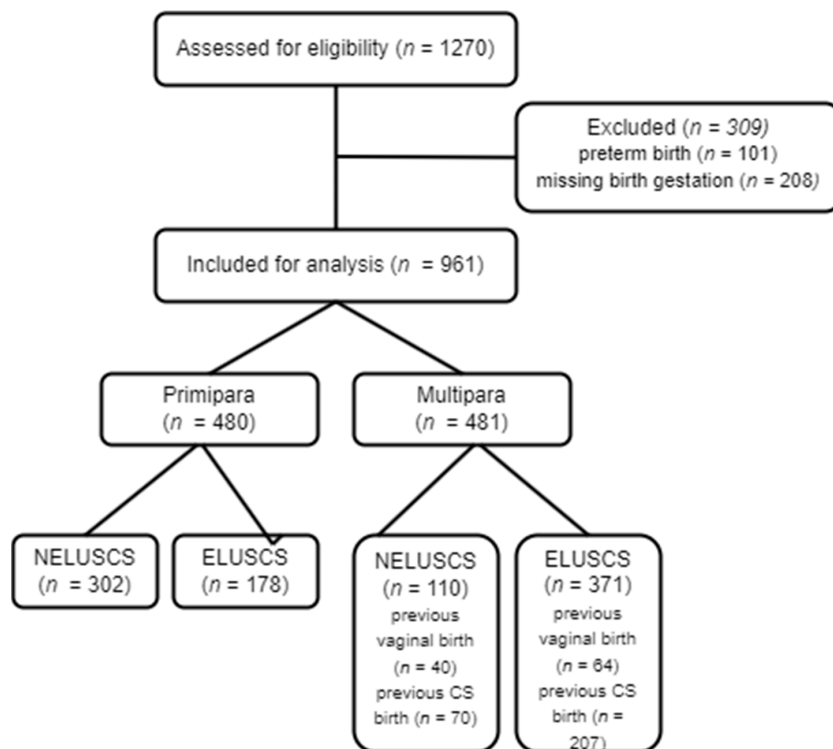 Assessed for eligibility (n = 1270)
Excluded (n = 309)
preterm birth (n = 101)
missing birth gestation (n = 208)
Included for analysis (n = 961)
Primipara
(n = 480)
Multipara
(n = 481)
NELUSCS
(n = 302)
ELUSCS
(n = 178)
NELUSCS
(n = 110)
previous
vaginal birth
(n = 40)
previous CS
birth (n = 70)
ELUSCS
(n = 371)
previous
vaginal birth
(n = 64)
previous CS
birth (n =
207)